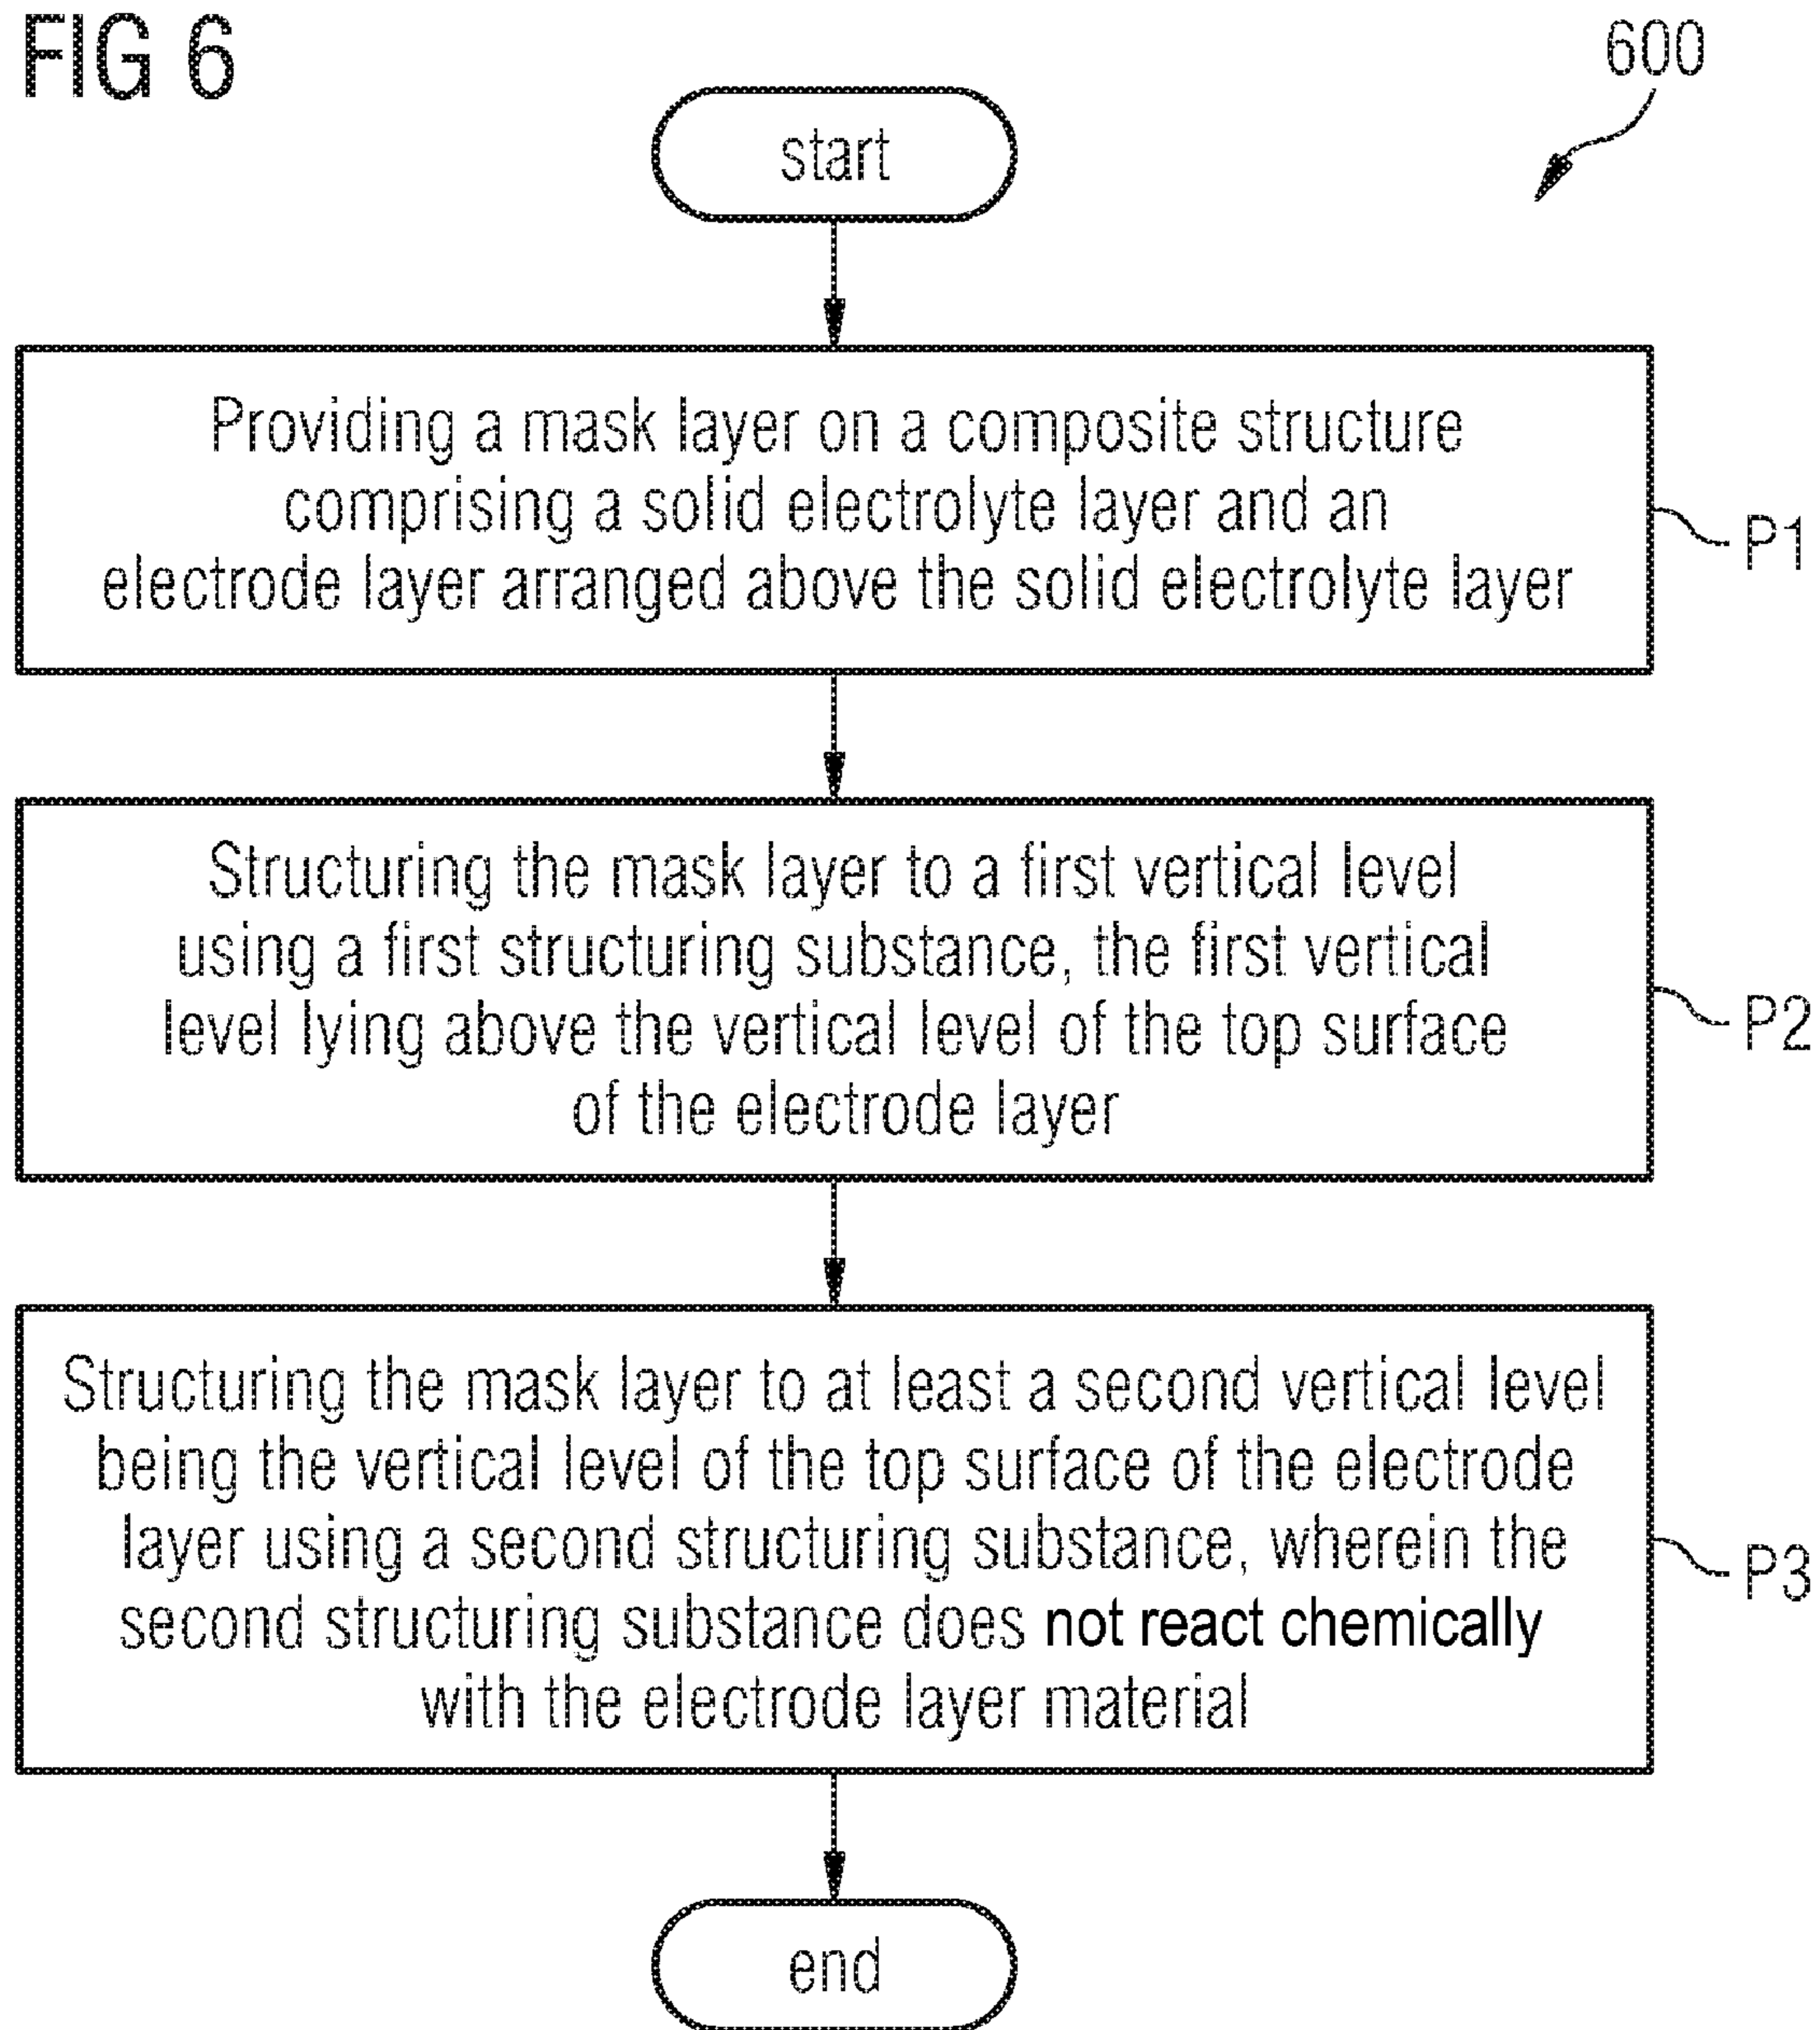 FIG 6
600
start
Providing a mask layer on a composite structure
comprising a solid electrolyte layer and an
electrode layer arranged above the solid electrolyte layer
P1
Structuring the mask layer to a first vertical level
using a first structuring substance, the first vertical
level lying above the vertical level of the top surface
of the electrode layer
P2
Structuring the mask layer to at least a second vertical level
being the vertical level of the top surface of the electrode
layer using a second structuring substance, wherein the
second structuring substance does not react chemically
with the electrode layer material
P3
end